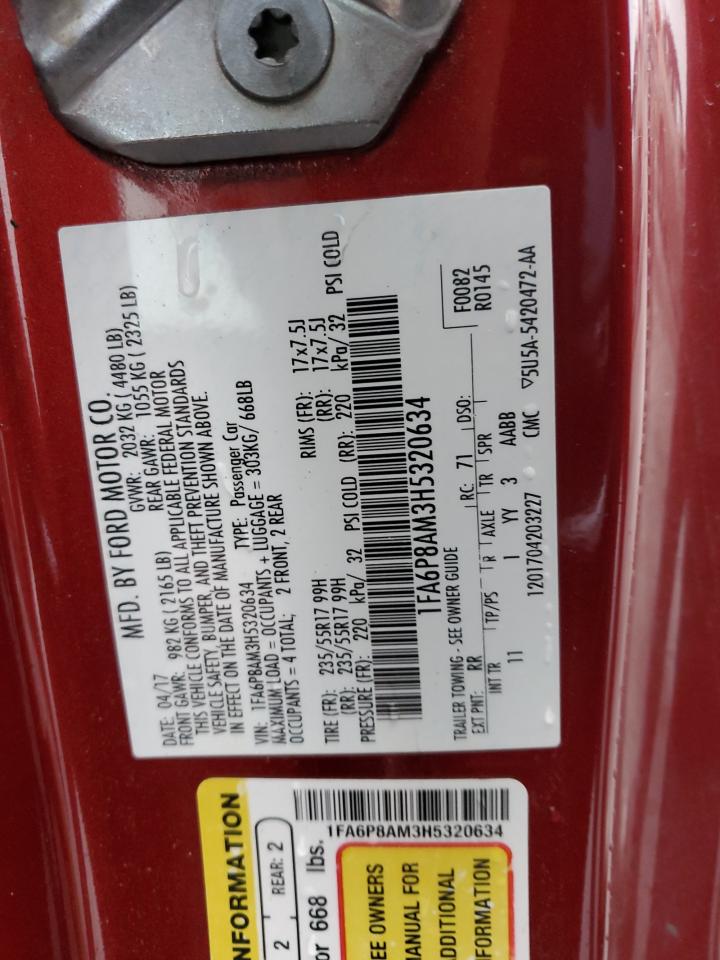 MFD. BY FORD MOTOR CO.
DATE: 04/17 GVWR: 2032 KG ( 4480 LB)
FRONT GAWR: 982 KG ( 2165 LB) REAR GAWR: 1055 KG ( 2325 LB)
THIS VEHICLE CONFORMS TO ALL APPLICABLE FEDERAL MOTOR
VEHICLE SAFETY, BUMPER, AND THEFT PREVENTION STANDARDS
IN EFFECT ON THE DATE OF MANUFACTURE SHOWN ABOVE.
VIN: 1FA6P8AM3H5320634 TYPE: Passenger Car
MAXIMUM LOAD = OCCUPANTS + LUGGAGE = 303KG/ 668LB
OCCUPANTS = 4 TOTAL; 2 FRONT, 2 REAR
TIRE (FR): 235/55R17 99H RIMS (FR): 17x7.5J
(RR): 235/55R17 99H (RR): 17x7.5J
PRESSURE (FR): 220 kPa/ 32 PSI COLD (RR): 220 kPa/ 32 PSI COLD
1FA6P8AM3H5320634
TRAILER TOWING - SEE OWNER GUIDE
F0082
EXT PNT: RR RC: 71 DSO: R0145
INT TR TP/PS R AXLE TR SPR
11 I YY 3 AABB
1201704203227 CMC ▽5U5A-5420472-AA
NFORMATION
2 REAR: 2
or 668 lbs.
1FA6P8AM3H5320634
EE OWNERS
MANUAL FOR
ADDITIONAL
FORMATION